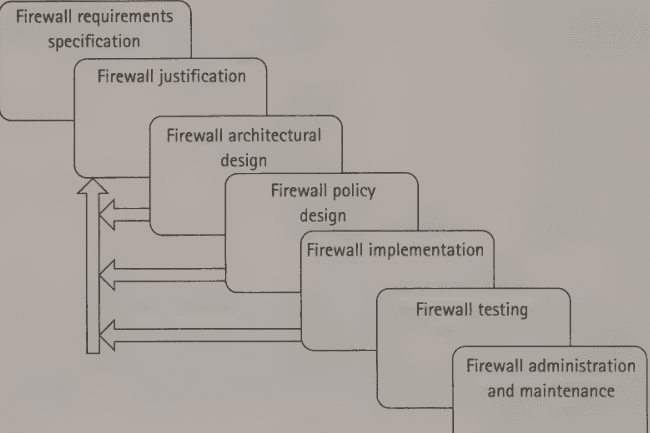 Firewall requirements
specification
Firewall justification
Firewall architectural
design
Firewall policy
design
Firewall implementation
Firewall testing
Firewall administration
and maintenance